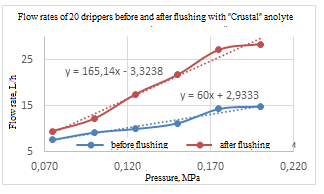 Flow rates of 20 drippers before and after flushing with "Crustal" anolyte
25
15
5
Flow rate, L/h
y = 165,14x - 3,3238
y = 60x + 2,9333
before flushing
after flushing
0,070
0,120
0,170
0,220
Pressure, MPa